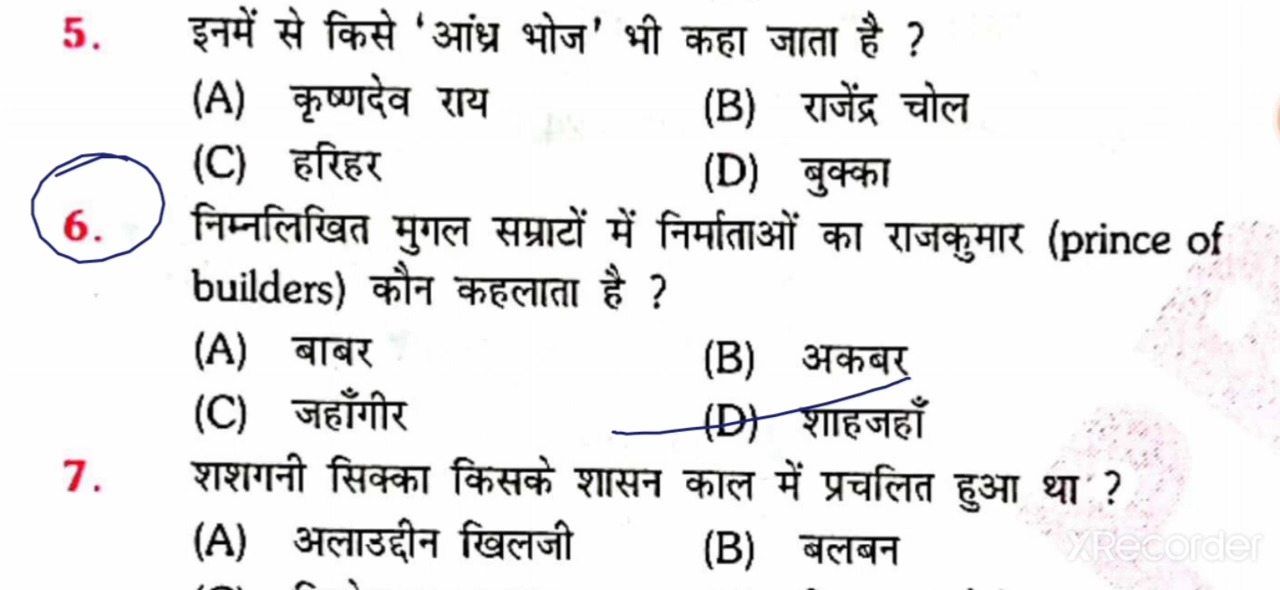 5. इनमें से किसे 'आंध्र भोज' भी कहा जाता है ?
(A) कृष्णदेव राय (B) राजेंद्र चोल
(C) हरिहर (D) बुक्का
6. निम्नलिखित मुगल सम्राटों में निर्माताओं का राजकुमार (prince of
builders) कौन कहलाता है ?
(A) बाबर (B) अकबर
(C) जहाँगीर (D) शाहजहाँ
7. शशगनी सिक्का किसके शासन काल में प्रचलित हुआ था ?
(A) अलाउद्दीन खिलजी (B) बलबन
XRecorder